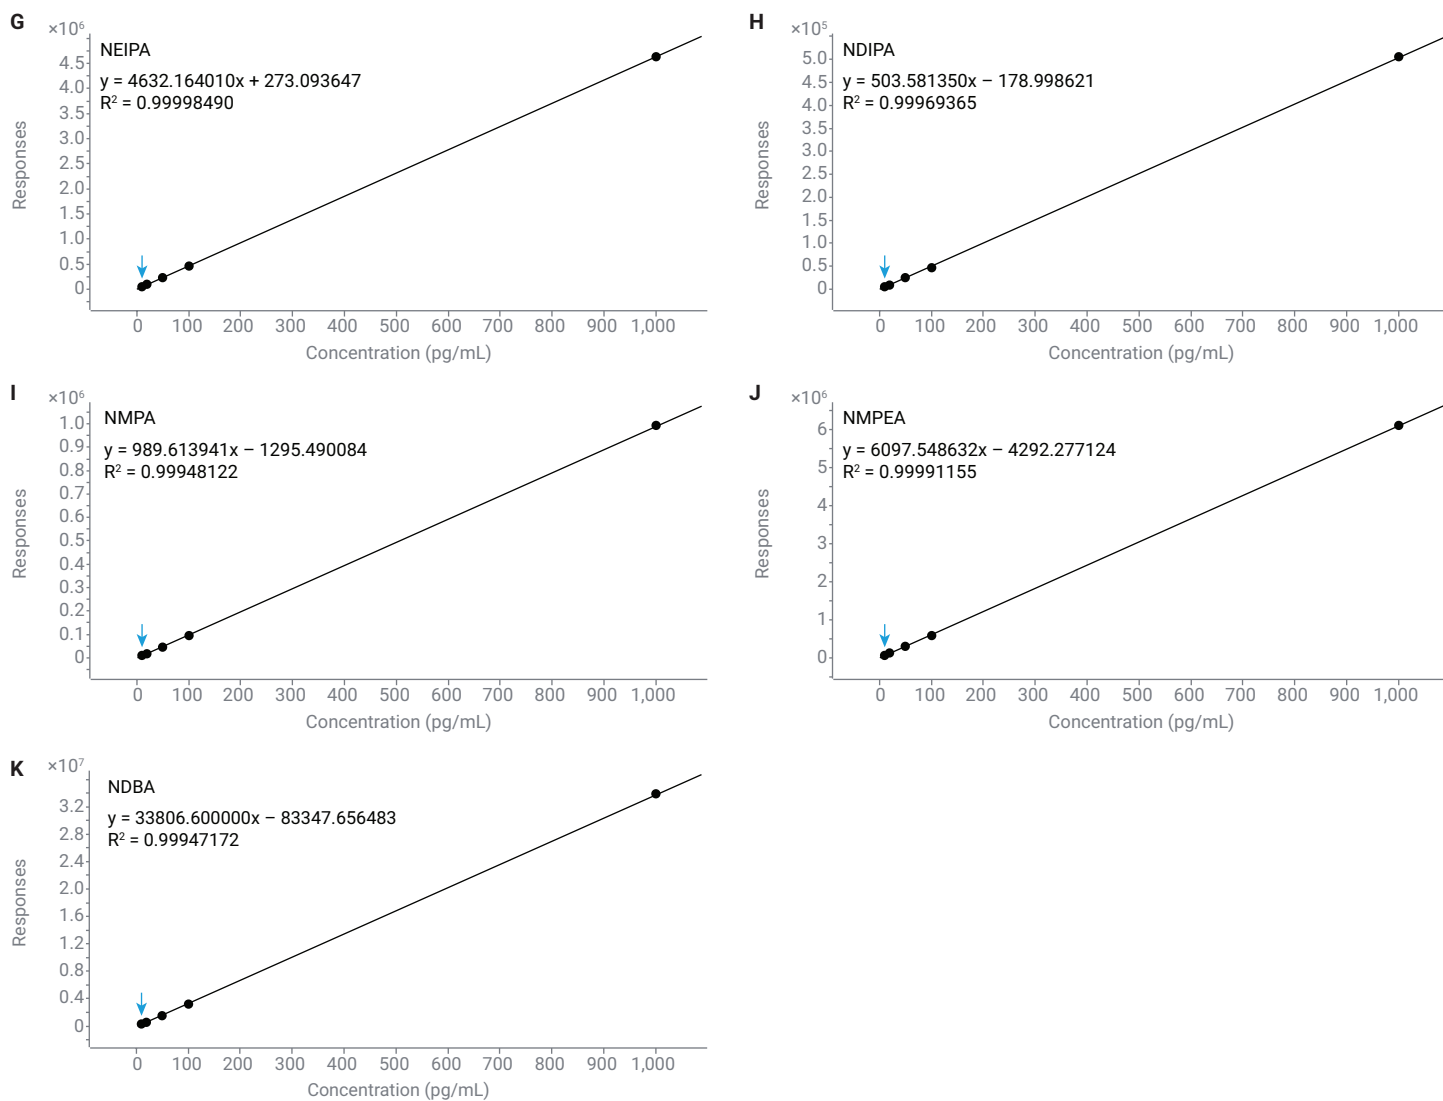 G
×10⁶
NEIPA
y = 4632.164010x + 273.093647
R² = 0.99998490
4.5
4.0
3.5
3.0
2.5
2.0
1.5
1.0
0.5
0
Responses
0 100 200 300 400 500 600 700 800 900 1,000
Concentration (pg/mL)
H
×10⁵
NDIPA
y = 503.581350x − 178.998621
R² = 0.99969365
5.0
4.5
4.0
3.5
3.0
2.5
2.0
1.5
1.0
0.5
0
Responses
0 100 200 300 400 500 600 700 800 900 1,000
Concentration (pg/mL)
I
×10⁶
NMPA
y = 989.613941x − 1295.490084
R² = 0.99948122
1.0
0.9
0.8
0.7
0.6
0.5
0.4
0.3
0.2
0.1
0
Responses
0 100 200 300 400 500 600 700 800 900 1,000
Concentration (pg/mL)
J
×10⁶
NMPEA
y = 6097.548632x − 4292.277124
R² = 0.99991155
6
5
4
3
2
1
0
Responses
0 100 200 300 400 500 600 700 800 900 1,000
Concentration (pg/mL)
K
×10⁷
NDBA
y = 33806.600000x − 83347.656483
R² = 0.99947172
3.2
2.8
2.4
2.0
1.6
1.2
0.8
0.4
0
Responses
0 100 200 300 400 500 600 700 800 900 1,000
Concentration (pg/mL)